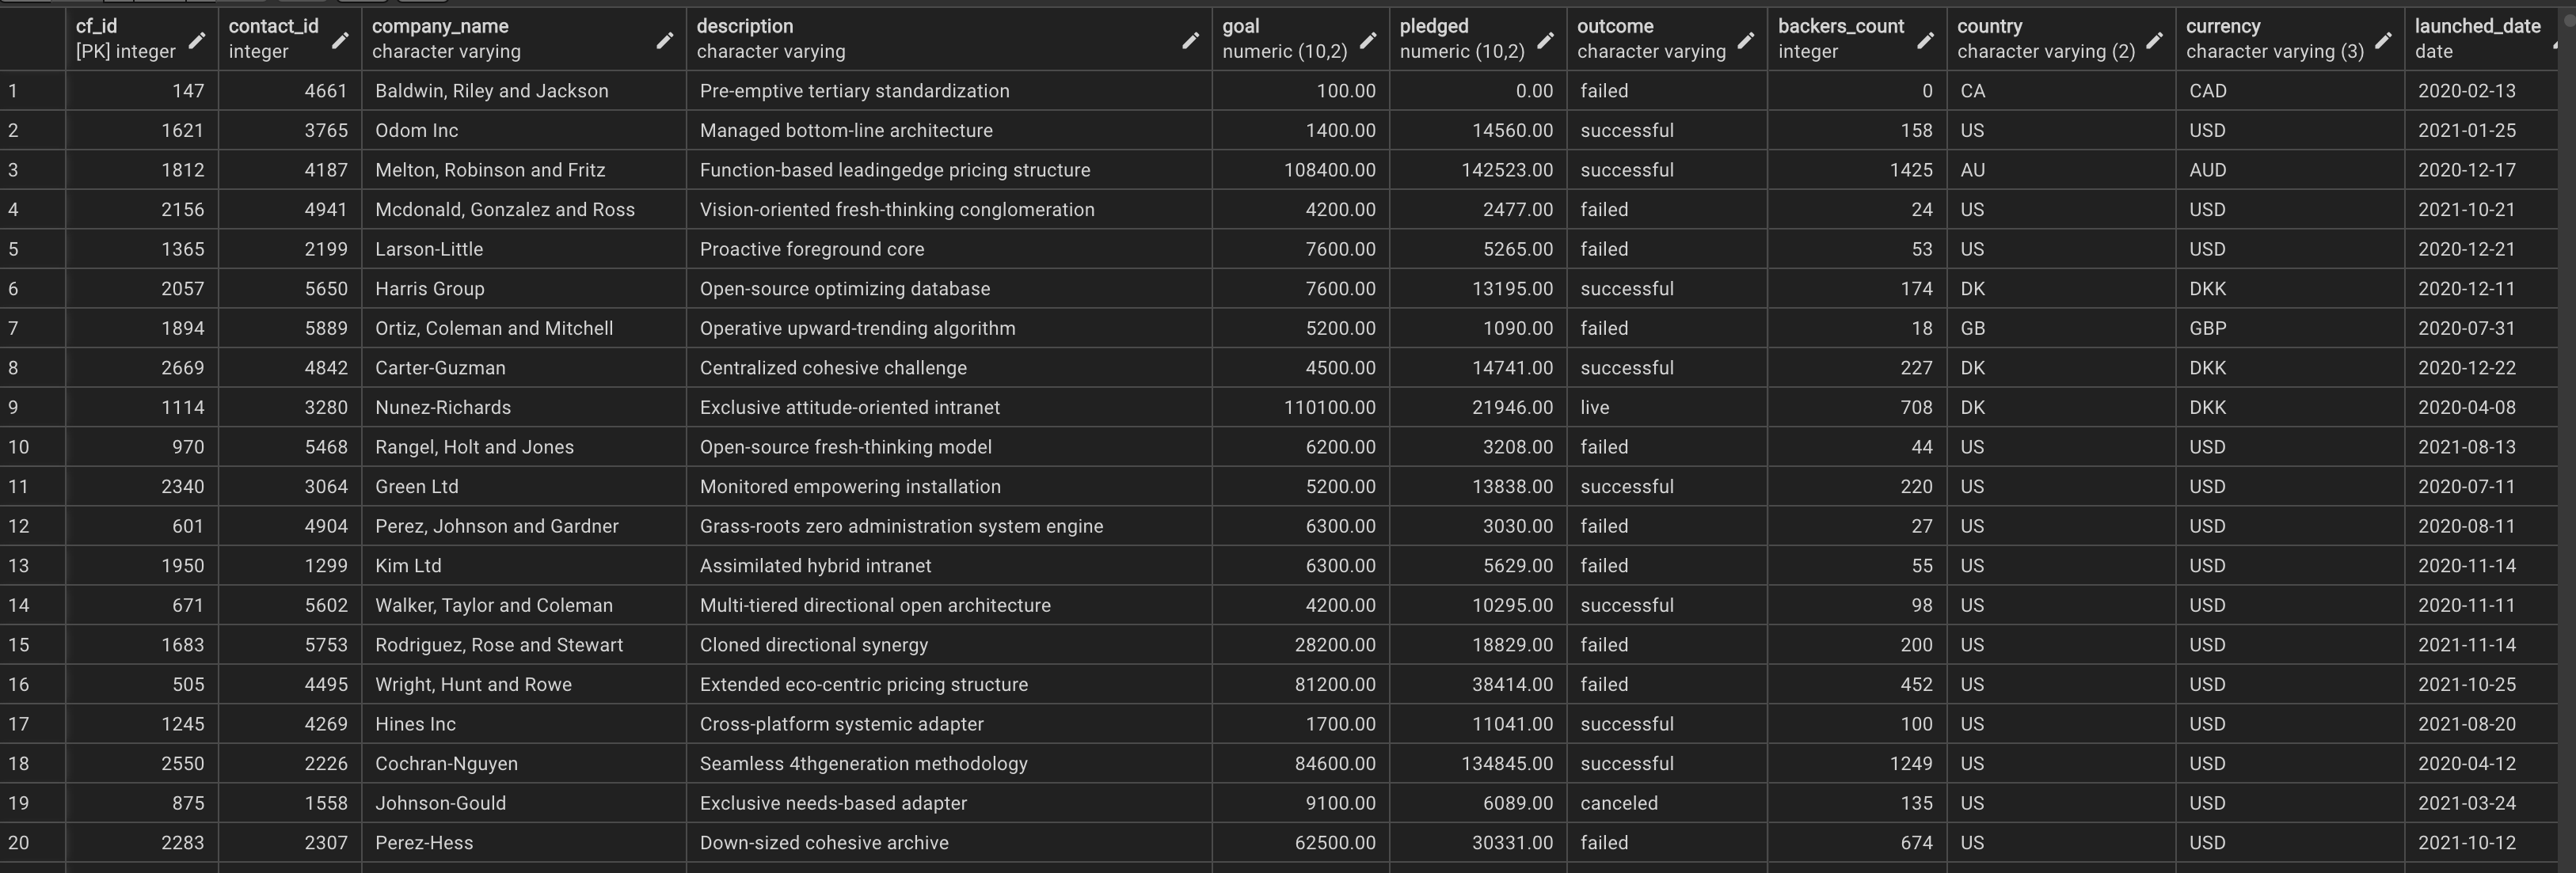 cf_id contact_id company_name description goal pledged outcome backers_count country currency launched_date
[PK] integer integer character varying character varying numeric (10,2) numeric (10,2) character varying integer character varying (2) character varying (3) date
1 147 4661 Baldwin, Riley and Jackson Pre-emptive tertiary standardization 100.00 0.00 failed 0 CA CAD 2020-02-13
2 1621 3765 Odom Inc Managed bottom-line architecture 1400.00 14560.00 successful 158 US USD 2021-01-25
3 1812 4187 Melton, Robinson and Fritz Function-based leadingedge pricing structure 108400.00 142523.00 successful 1425 AU AUD 2020-12-17
4 2156 4941 Mcdonald, Gonzalez and Ross Vision-oriented fresh-thinking conglomeration 4200.00 2477.00 failed 24 US USD 2021-10-21
5 1365 2199 Larson-Little Proactive foreground core 7600.00 5265.00 failed 53 US USD 2020-12-21
6 2057 5650 Harris Group Open-source optimizing database 7600.00 13195.00 successful 174 DK DKK 2020-12-11
7 1894 5889 Ortiz, Coleman and Mitchell Operative upward-trending algorithm 5200.00 1090.00 failed 18 GB GBP 2020-07-31
8 2669 4842 Carter-Guzman Centralized cohesive challenge 4500.00 14741.00 successful 227 DK DKK 2020-12-22
9 1114 3280 Nunez-Richards Exclusive attitude-oriented intranet 110100.00 21946.00 live 708 DK DKK 2020-04-08
10 970 5468 Rangel, Holt and Jones Open-source fresh-thinking model 6200.00 3208.00 failed 44 US USD 2021-08-13
11 2340 3064 Green Ltd Monitored empowering installation 5200.00 13838.00 successful 220 US USD 2020-07-11
12 601 4904 Perez, Johnson and Gardner Grass-roots zero administration system engine 6300.00 3030.00 failed 27 US USD 2020-08-11
13 1950 1299 Kim Ltd Assimilated hybrid intranet 6300.00 5629.00 failed 55 US USD 2020-11-14
14 671 5602 Walker, Taylor and Coleman Multi-tiered directional open architecture 4200.00 10295.00 successful 98 US USD 2020-11-11
15 1683 5753 Rodriguez, Rose and Stewart Cloned directional synergy 28200.00 18829.00 failed 200 US USD 2021-11-14
16 505 4495 Wright, Hunt and Rowe Extended eco-centric pricing structure 81200.00 38414.00 failed 452 US USD 2021-10-25
17 1245 4269 Hines Inc Cross-platform systemic adapter 1700.00 11041.00 successful 100 US USD 2021-08-20
18 2550 2226 Cochran-Nguyen Seamless 4thgeneration methodology 84600.00 134845.00 successful 1249 US USD 2020-04-12
19 875 1558 Johnson-Gould Exclusive needs-based adapter 9100.00 6089.00 canceled 135 US USD 2021-03-24
20 2283 2307 Perez-Hess Down-sized cohesive archive 62500.00 30331.00 failed 674 US USD 2021-10-12